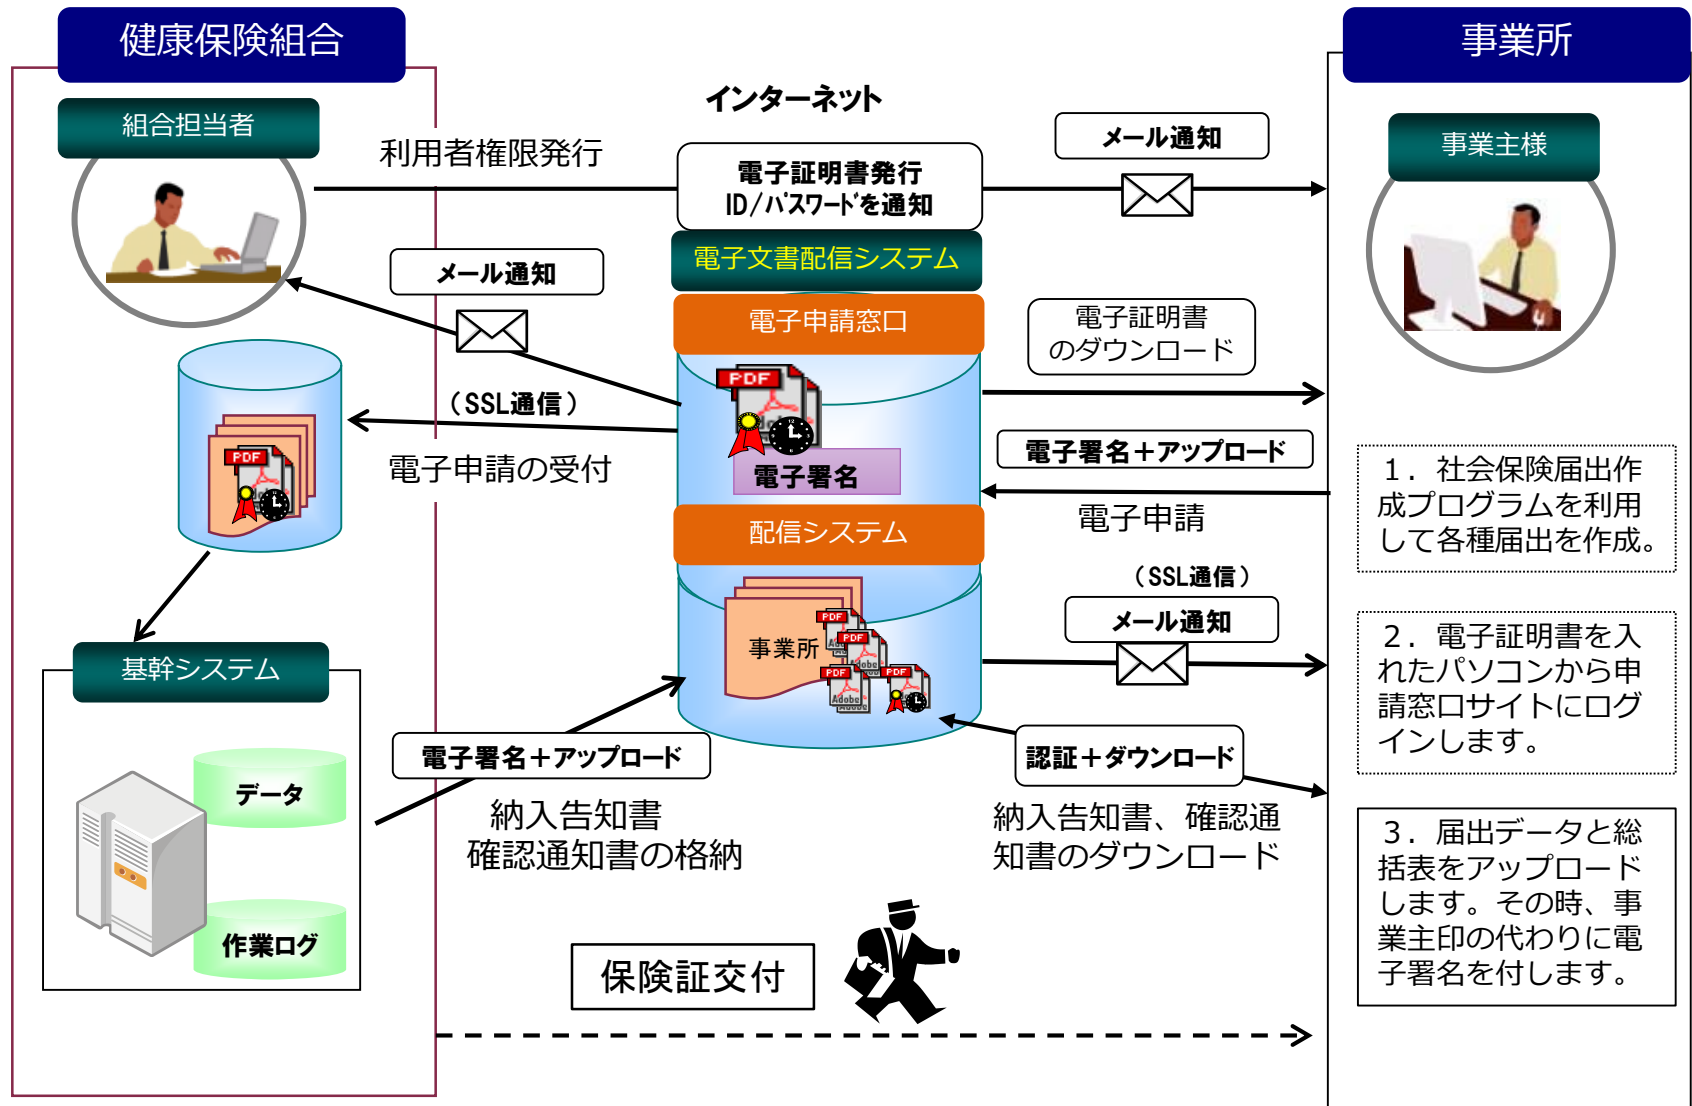 健康保険組合
事業所
組合担当者
利用者権限発行
インターネット
電子証明書発行
ID/ﾊﾟｽﾜｰﾄﾞを通知
メール通知
事業主様
電子文書配信システム
メール通知
電子申請窓口
電子証明書
のダウンロード
PDF
Adobe
電子署名
（SSL通信）
電子申請の受付
PDF
電子署名＋アップロード
電子申請
配信システム
（SSL通信）
メール通知
事業所
PDF
PDF
Adobe
PDF
Adobe
Adobe
PDF
１．社会保険届出作
成プログラムを利用
して各種届出を作成。
２．電子証明書を入
れたパソコンから申
請窓口サイトにログ
インします。
３．届出データと総
括表をアップロード
します。その時、事
業主印の代わりに電
子署名を付します。
基幹システム
データ
作業ログ
電子署名＋アップロード
納入告知書
確認通知書の格納
認証＋ダウンロード
納入告知書、確認通
知書のダウンロード
保険証交付